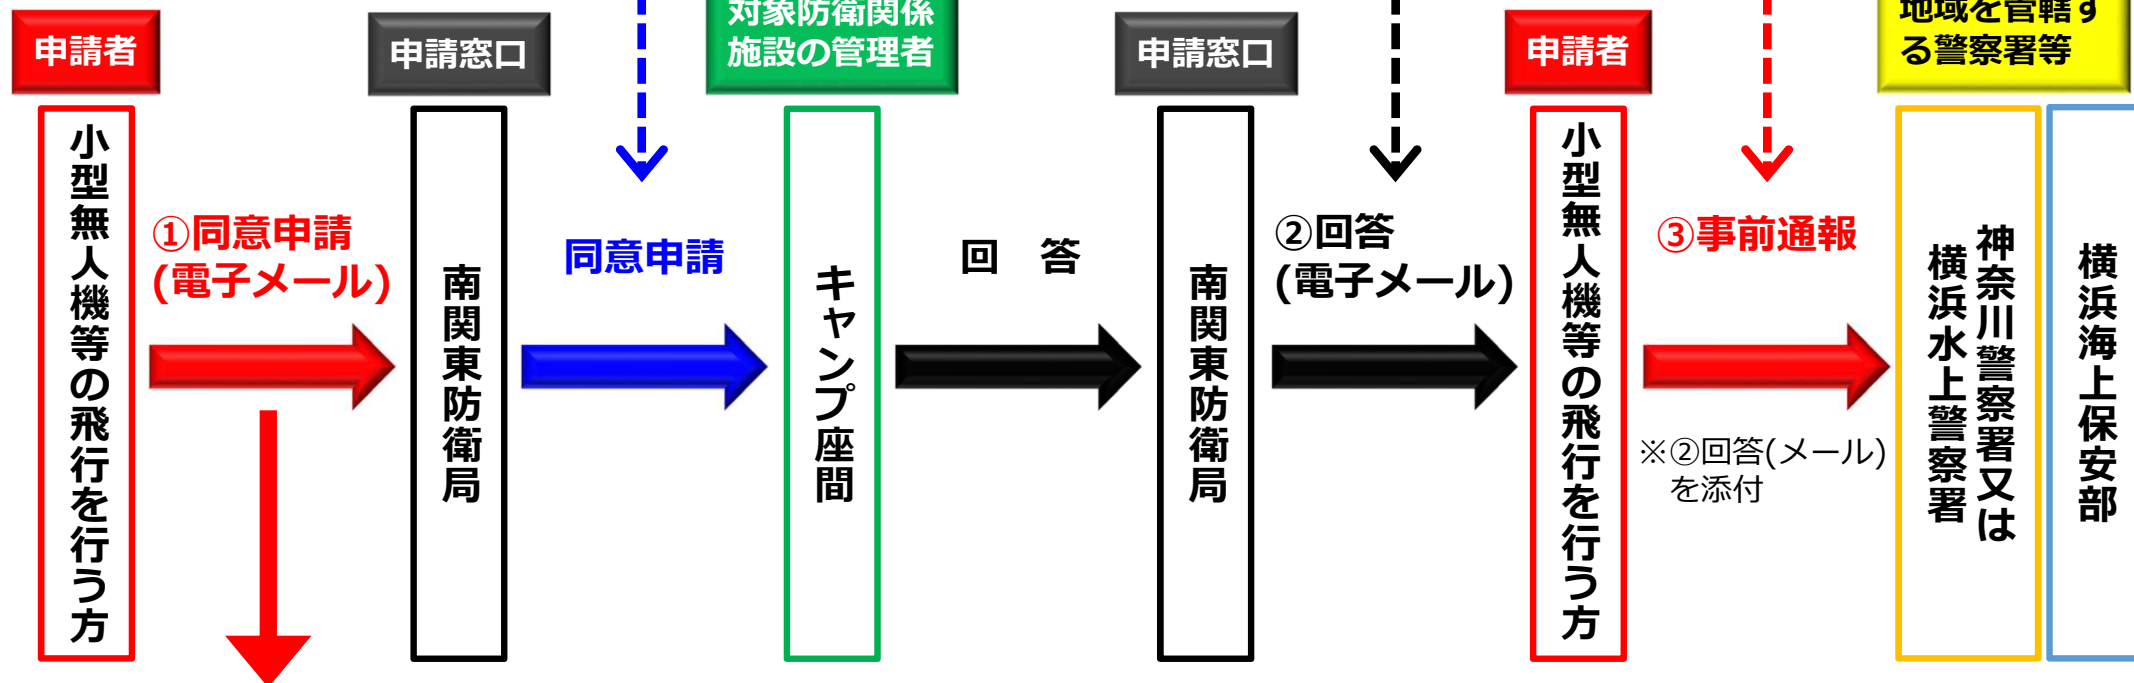 申請者
小型無人機等の飛行を行う方
①同意申請
(電子メール)
申請窓口
南関東防衛局
同意申請
対象防衛関係
施設の管理者
キャンプ座間
回　答
申請窓口
南関東防衛局
②回答
(電子メール)
申請者
小型無人機等の飛行を行う方
③事前通報
※②回答(メール)
を添付
地域を管轄す
る警察署等
神奈川警察署又は
横浜水上警察署
横浜海上保安部